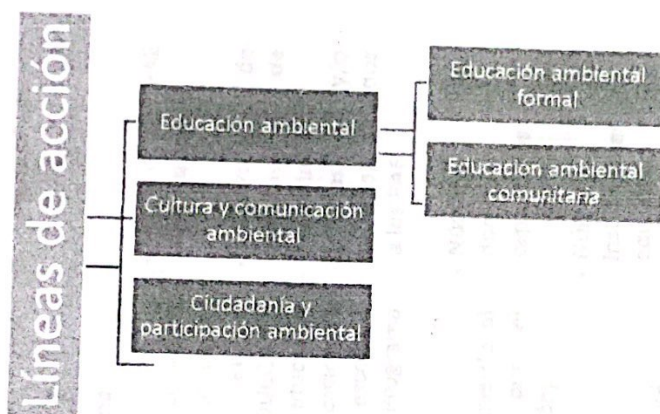 Líneas de acción
Educación ambiental
Educación ambiental
formal
Educación ambiental
comunitaria
Cultura y comunicación
ambiental
Ciudadanía y
participación ambiental